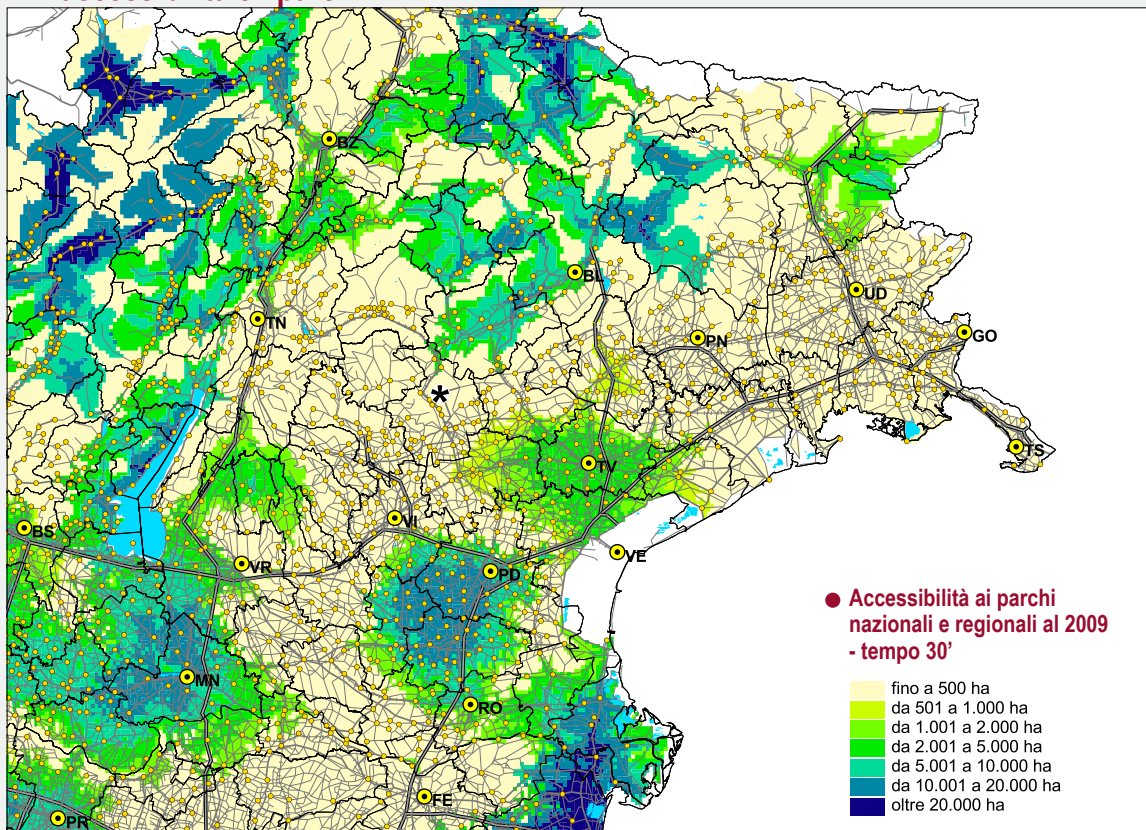 BZ
BL
UD
TN
PN
GO
*
TV
TS
BS
VI
VE
VR
PD
MN
RO
FE
PR
● Accessibilità ai parchi
nazionali e regionali al 2009
- tempo 30’
fino a 500 ha
da 501 a 1.000 ha
da 1.001 a 2.000 ha
da 2.001 a 5.000 ha
da 5.001 a 10.000 ha
da 10.001 a 20.000 ha
oltre 20.000 ha